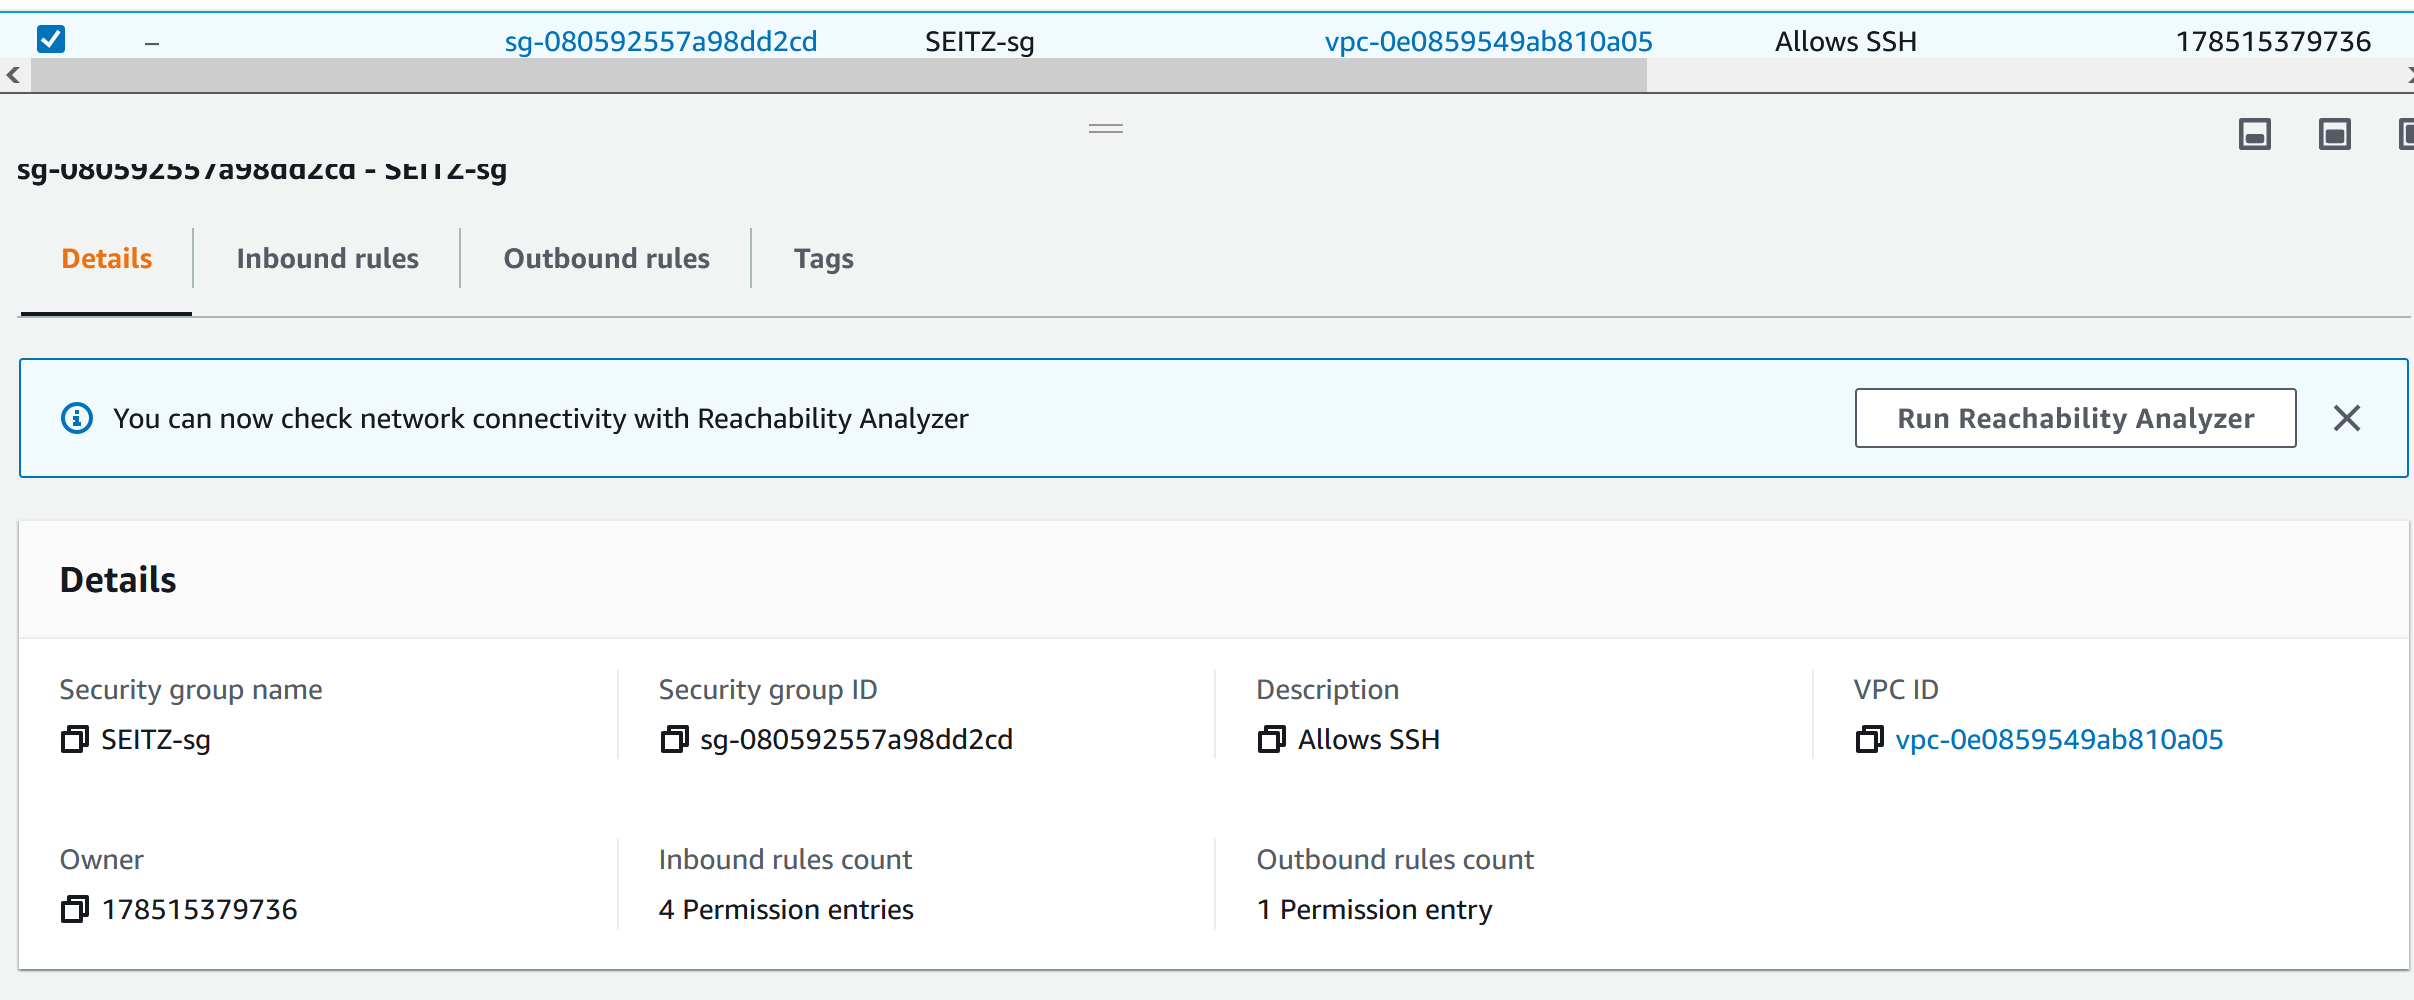 – sg-080592557a98dd2cd SEITZ-sg vpc-0e0859549ab810a05 Allows SSH 178515379736
sg-080592557a98dd2cd - SEITZ-sg
Details Inbound rules Outbound rules Tags
You can now check network connectivity with Reachability Analyzer Run Reachability Analyzer
Details
Security group name Security group ID Description VPC ID
SEITZ-sg sg-080592557a98dd2cd Allows SSH vpc-0e0859549ab810a05
Owner Inbound rules count Outbound rules count
178515379736 4 Permission entries 1 Permission entry